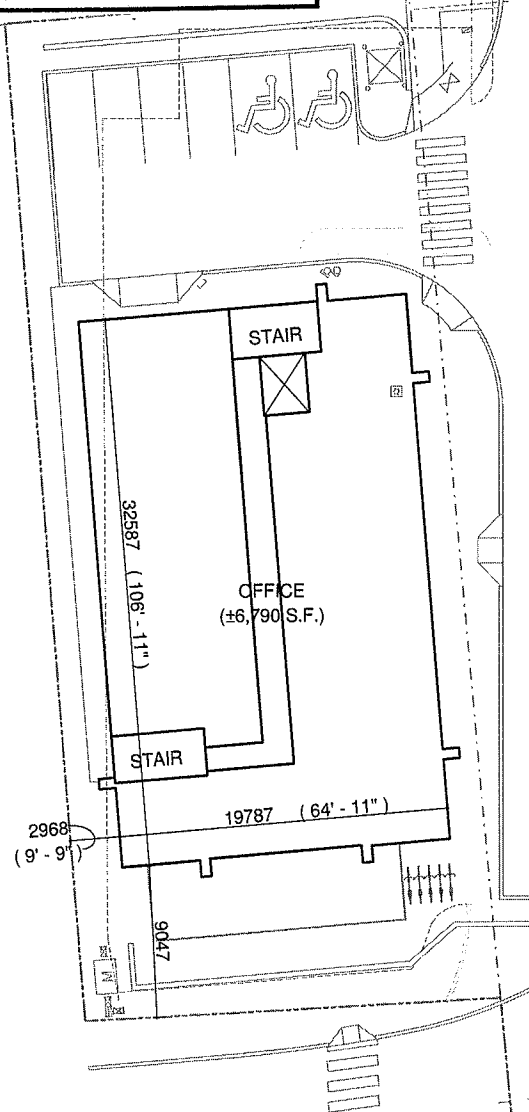 STAIR
32587 ( 106' - 11" )
OFFICE
(±6,790 S.F.)
STAIR
19787 ( 64' - 11" )
2968
( 9' - 9" )
9047
M